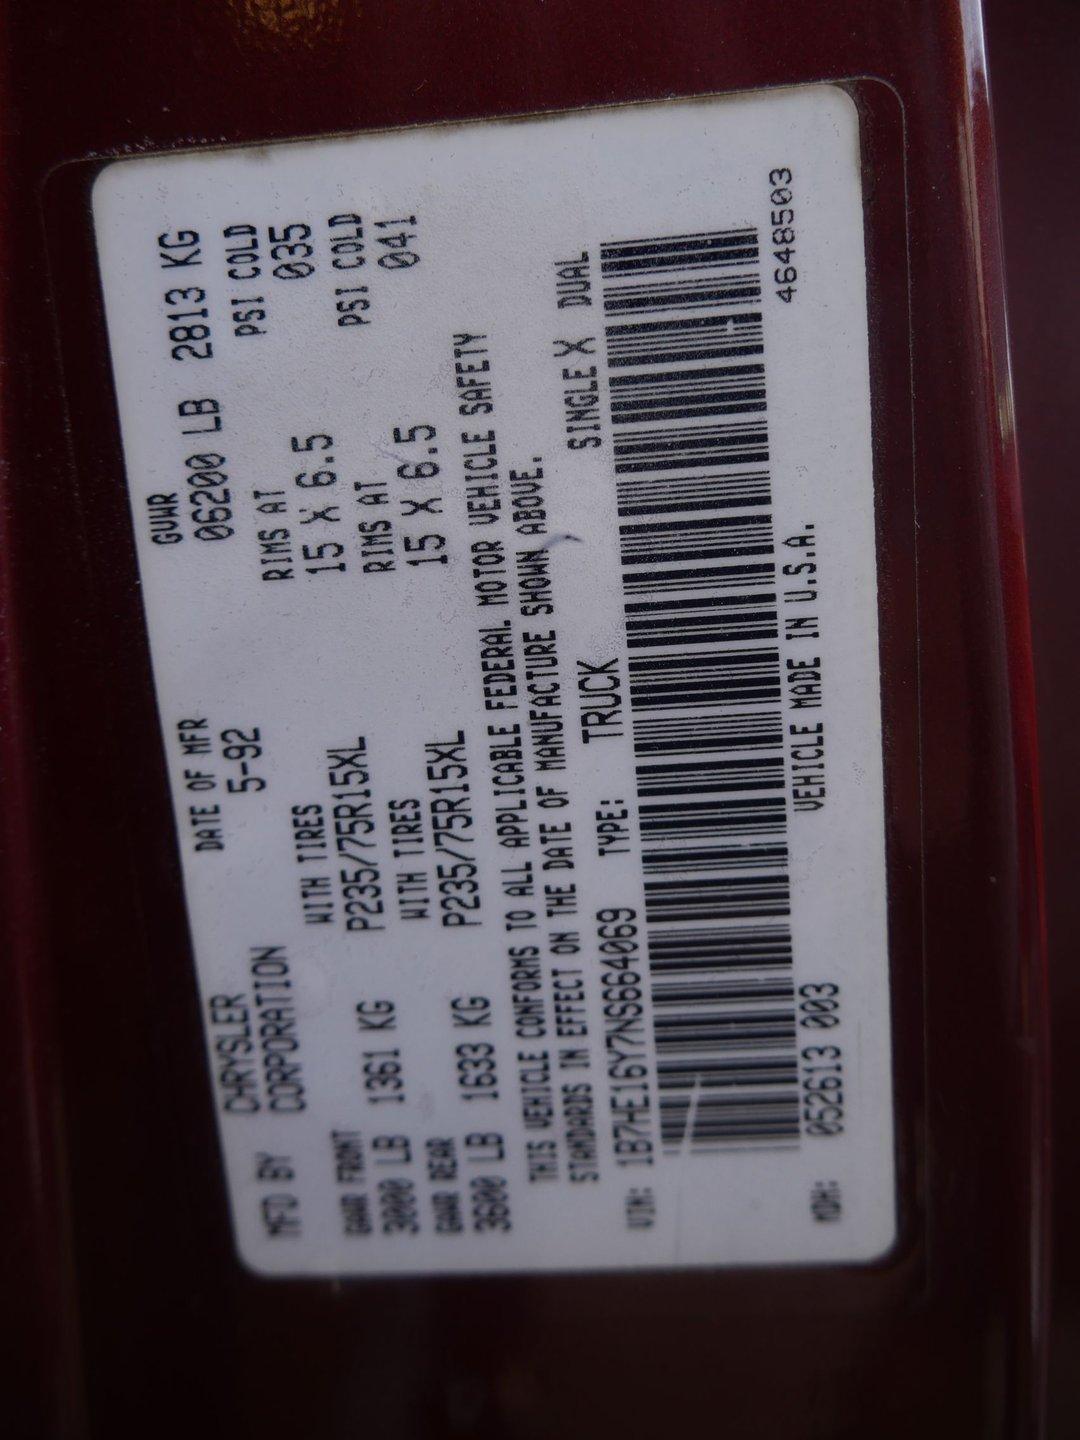 MFD BY CHRYSLER CORPORATION
DATE OF MFR 5-92
GVWR 06200 LB 2813 KG
GAWR FRONT WITH TIRES RIMS AT PSI COLD
3000 LB 1361 KG P235/75R15XL 15 X 6.5 035
GAWR REAR WITH TIRES RIMS AT PSI COLD
3600 LB 1633 KG P235/75R15XL 15 X 6.5 041
THIS VEHICLE CONFORMS TO ALL APPLICABLE FEDERAL MOTOR VEHICLE SAFETY
STANDARDS IN EFFECT ON THE DATE OF MANUFACTURE SHOWN ABOVE.
VIN: 1B7HE16Y7NS664069 TYPE: TRUCK SINGLE X DUAL
MDH: 052613 003 VEHICLE MADE IN U.S.A. 4648503